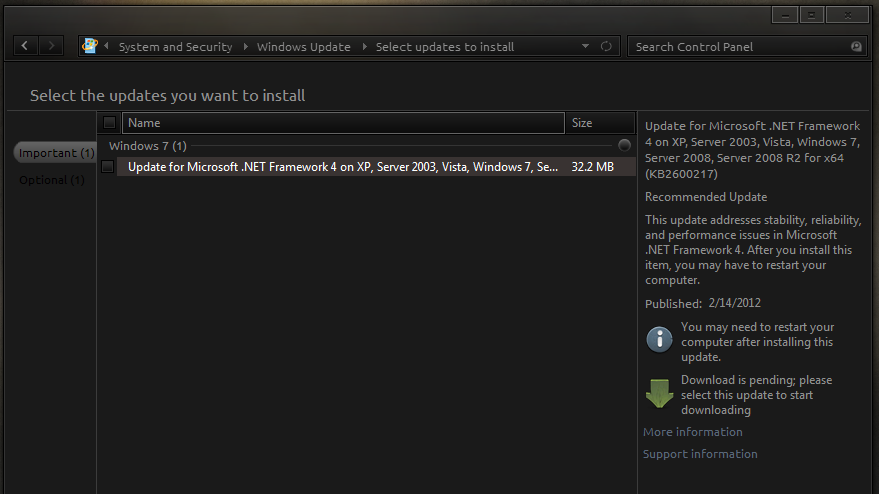 System and Security
Windows Update
Select updates to install
Search Control Panel
Select the updates you want to install
Important (1)
Optional (1)
Name
Size
Windows 7 (1)
Update for Microsoft .NET Framework 4 on XP, Server 2003, Vista, Windows 7, Se...
32.2 MB
Update for Microsoft .NET Framework
4 on XP, Server 2003, Vista, Windows 7,
Server 2008, Server 2008 R2 for x64
(KB2600217)
Recommended Update
This update addresses stability, reliability,
and performance issues in Microsoft
.NET Framework 4. After you install this
item, you may have to restart your
computer.
Published: 2/14/2012
You may need to restart your
computer after installing this
update.
Download is pending; please
select this update to start
downloading
More information
Support information